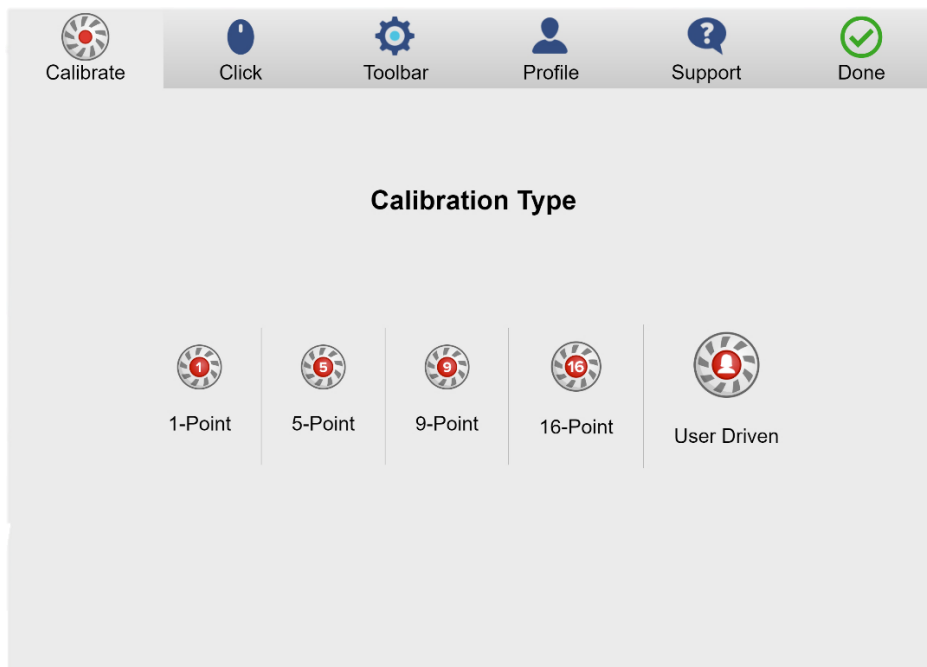 Calibrate Click Toolbar Profile Support Done
Calibration Type
1 5 9 16
1-Point 5-Point 9-Point 16-Point User Driven